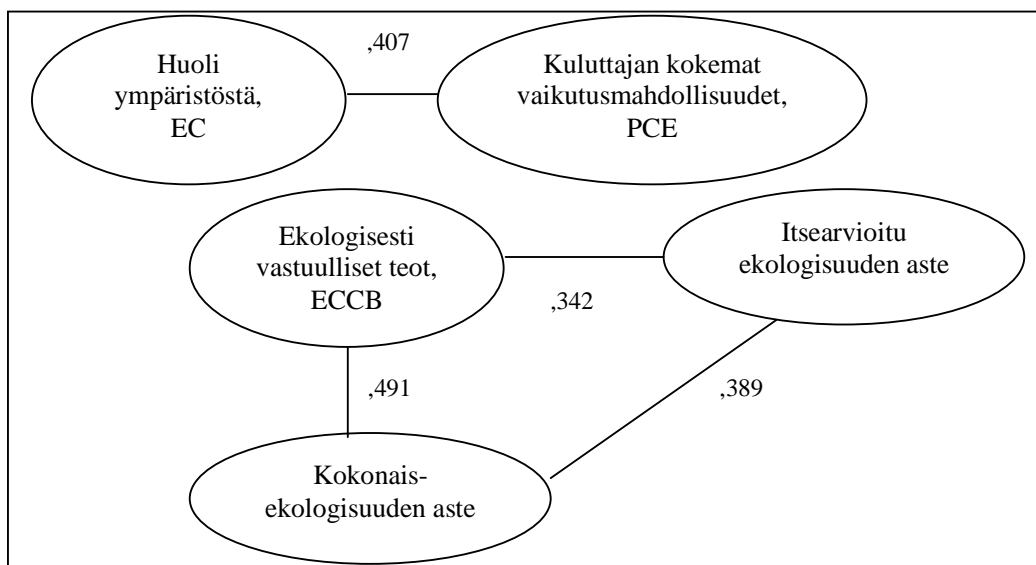 Huoli
ympäristöstä,
EC
,407
Kuluttajan kokemat
vaikutusmahdollisuudet,
PCE
Ekologisesti
vastuulliset teot,
ECCB
,342
Itsearvioitu
ekologisuuden aste
,491
,389
Kokonais-
ekologisuuden aste